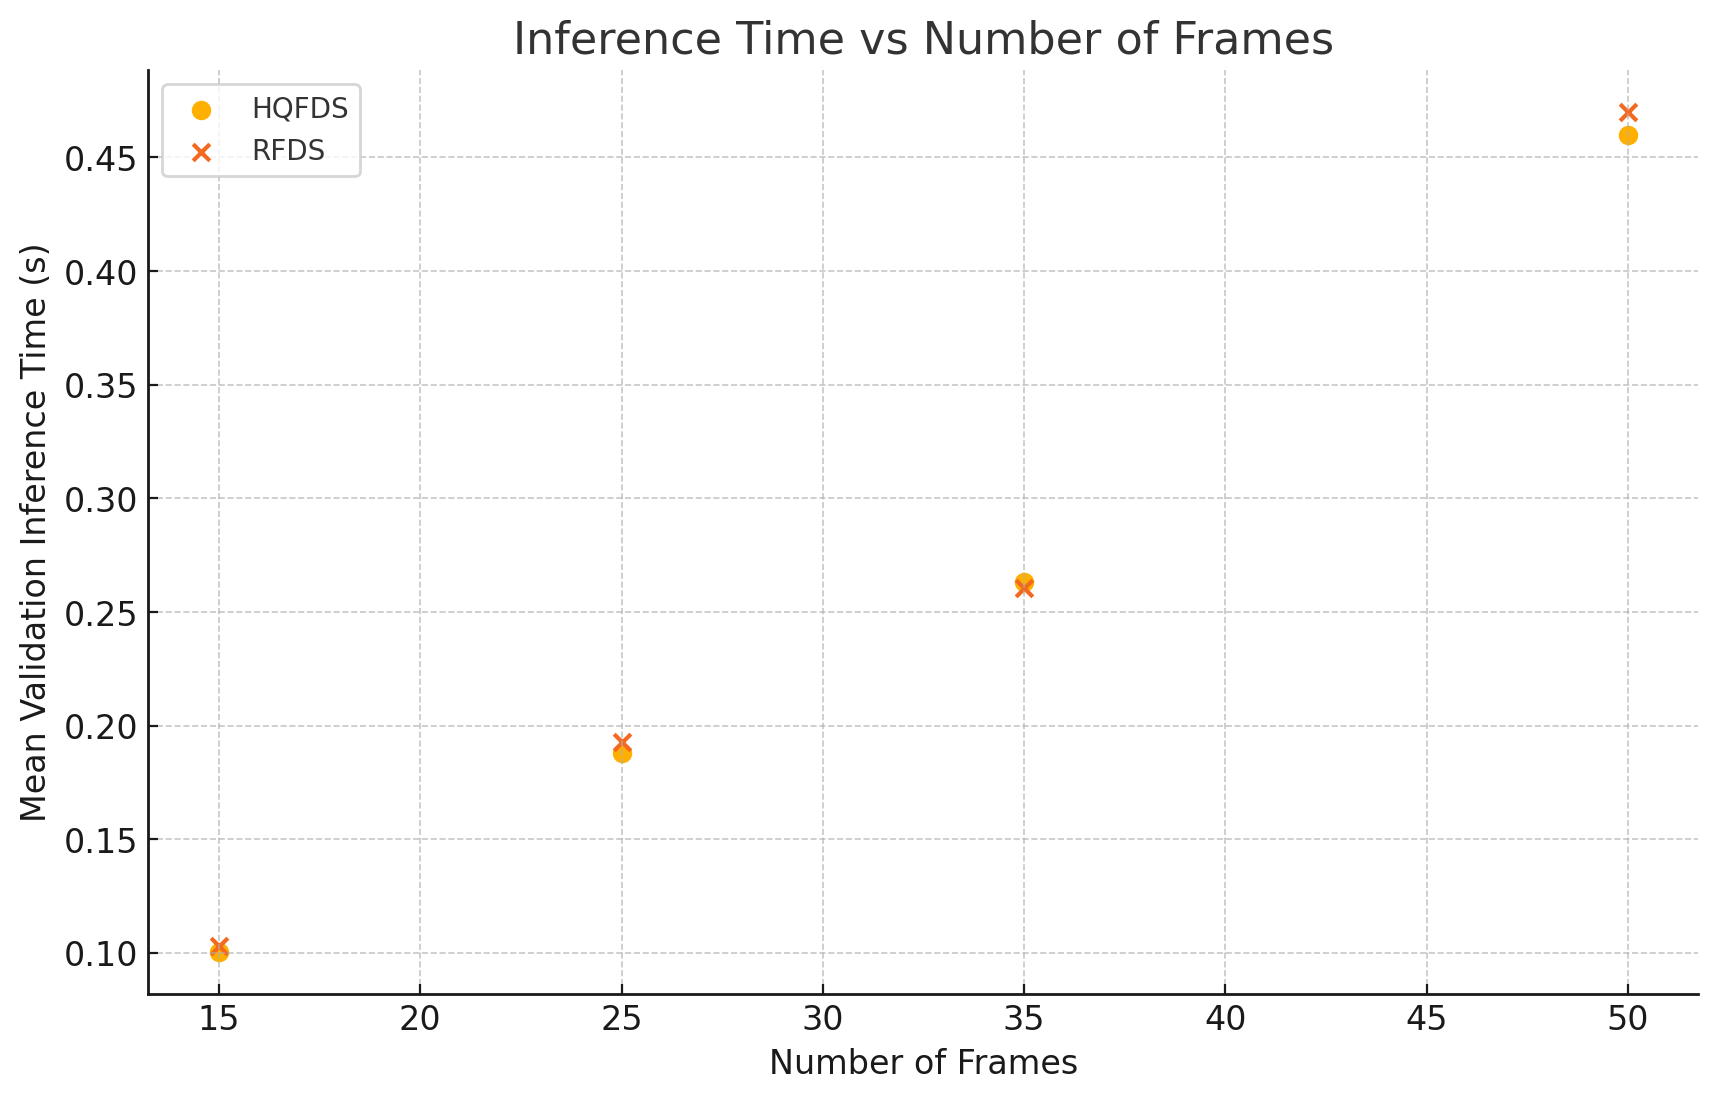 Inference Time vs Number of Frames
HQFDS
RFDS
Mean Validation Inference Time (s)
0.45
0.40
0.35
0.30
0.25
0.20
0.15
0.10
15 20 25 30 35 40 45 50
Number of Frames